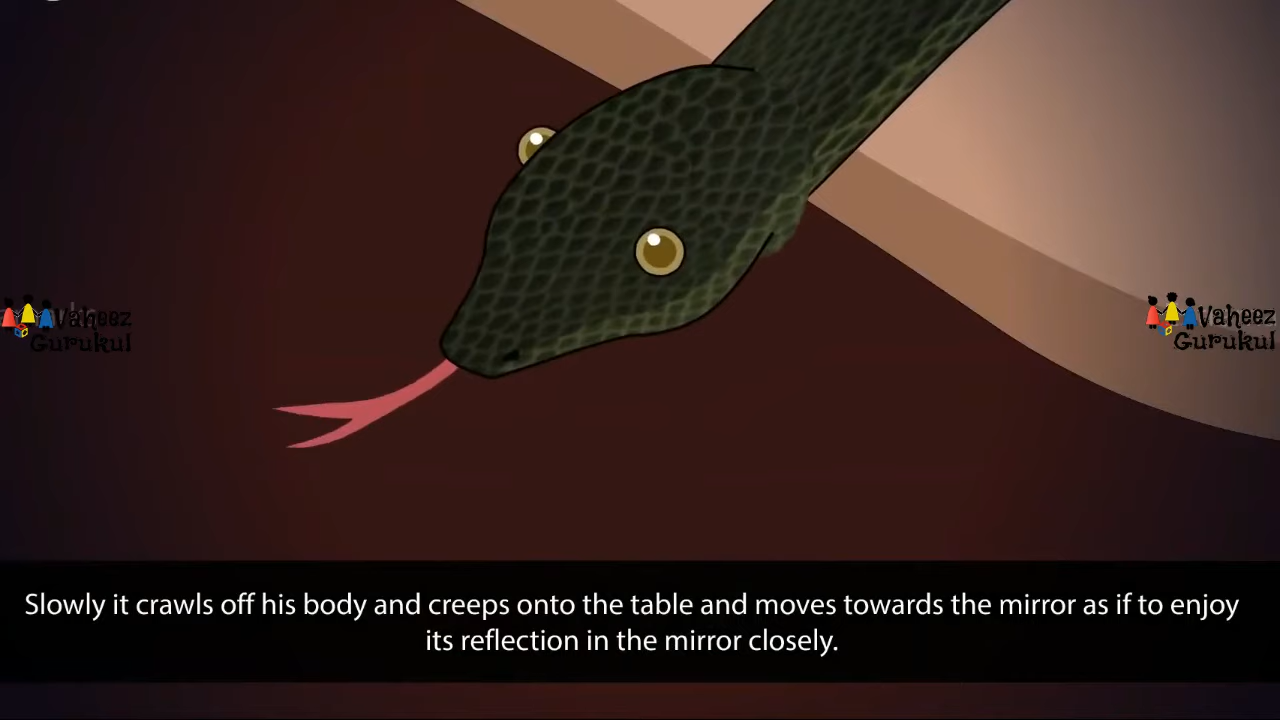 Vaheez
Gurukul
Vaheez
Gurukul
Slowly it crawls off his body and creeps onto the table and moves towards the mirror as if to enjoy
its reflection in the mirror closely.